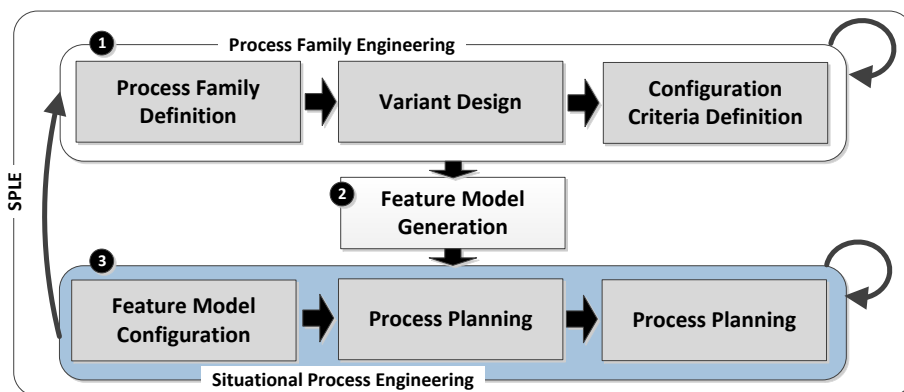 1
Process Family Engineering
Process Family
Definition
Variant Design
Configuration
Criteria Definition
SPLE
2
Feature Model
Generation
3
Feature Model
Configuration
Process Planning
Process Planning
Situational Process Engineering